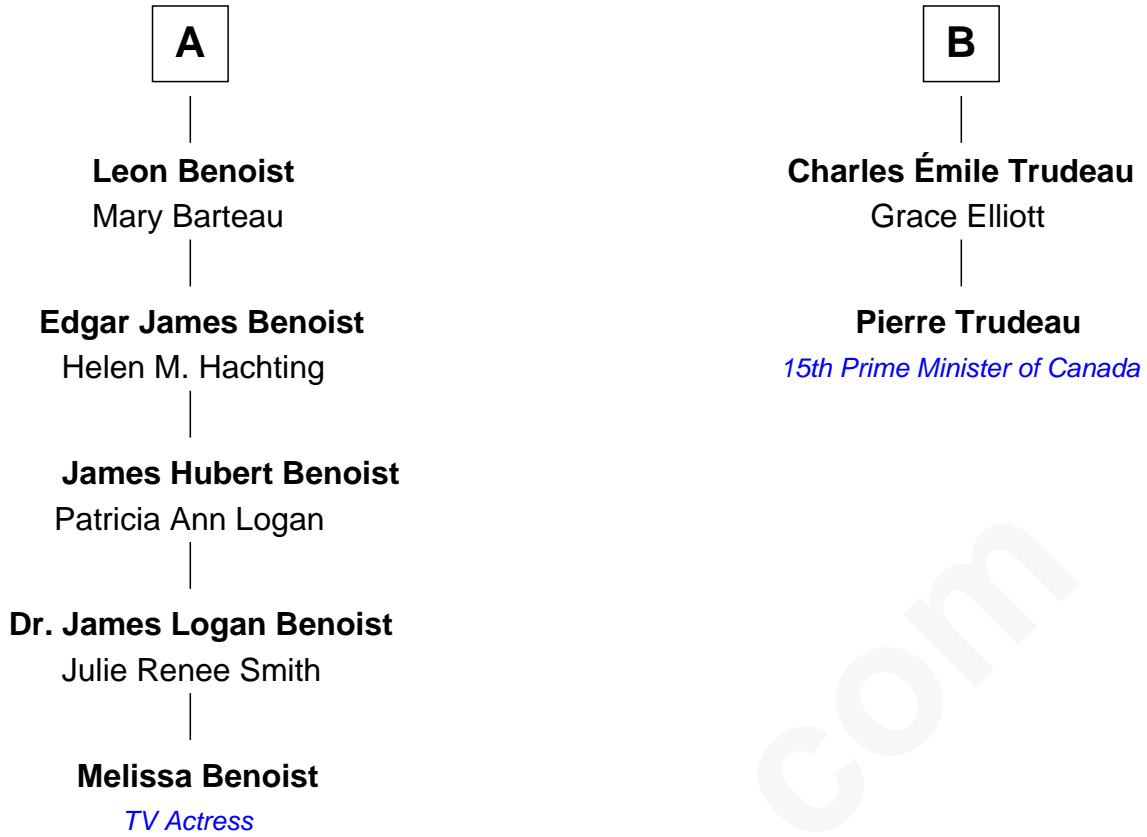 A
Leon Benoist
Mary Barteau
Edgar James Benoist
Helen M. Hachting
James Hubert Benoist
Patricia Ann Logan
Dr. James Logan Benoist
Julie Renee Smith
Melissa Benoist
TV Actress
B
Charles Émile Trudeau
Grace Elliott
Pierre Trudeau
15th Prime Minister of Canada
com